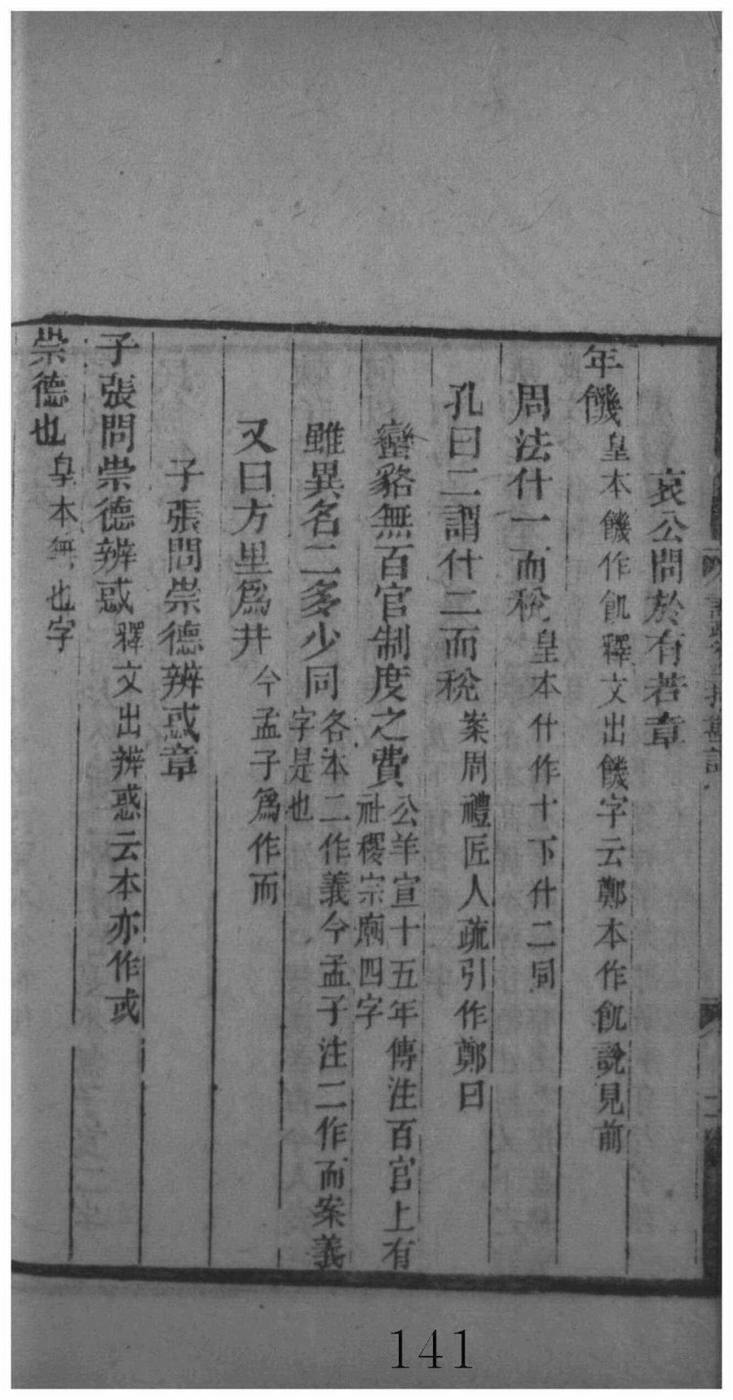 哀公問於有若章
年饑皇本饑作飢釋文出饑字云鄭本作飢說見前
周法什一而稅皇本什作十下什二同
孔曰二謂什二而稅案周禮匠人疏引作鄭曰
蠻貉無百官制度之費公羊宣十五年傳注百官上有
社稷宗廟四字
雖異名二多少同各本二作義今孟子注二作而案義
字是也
又曰方里爲井今孟子爲作而
子張問崇德辨惑章
子張問崇德辨惑釋文出辨惑云本亦作或
崇德也皇本無也字
141